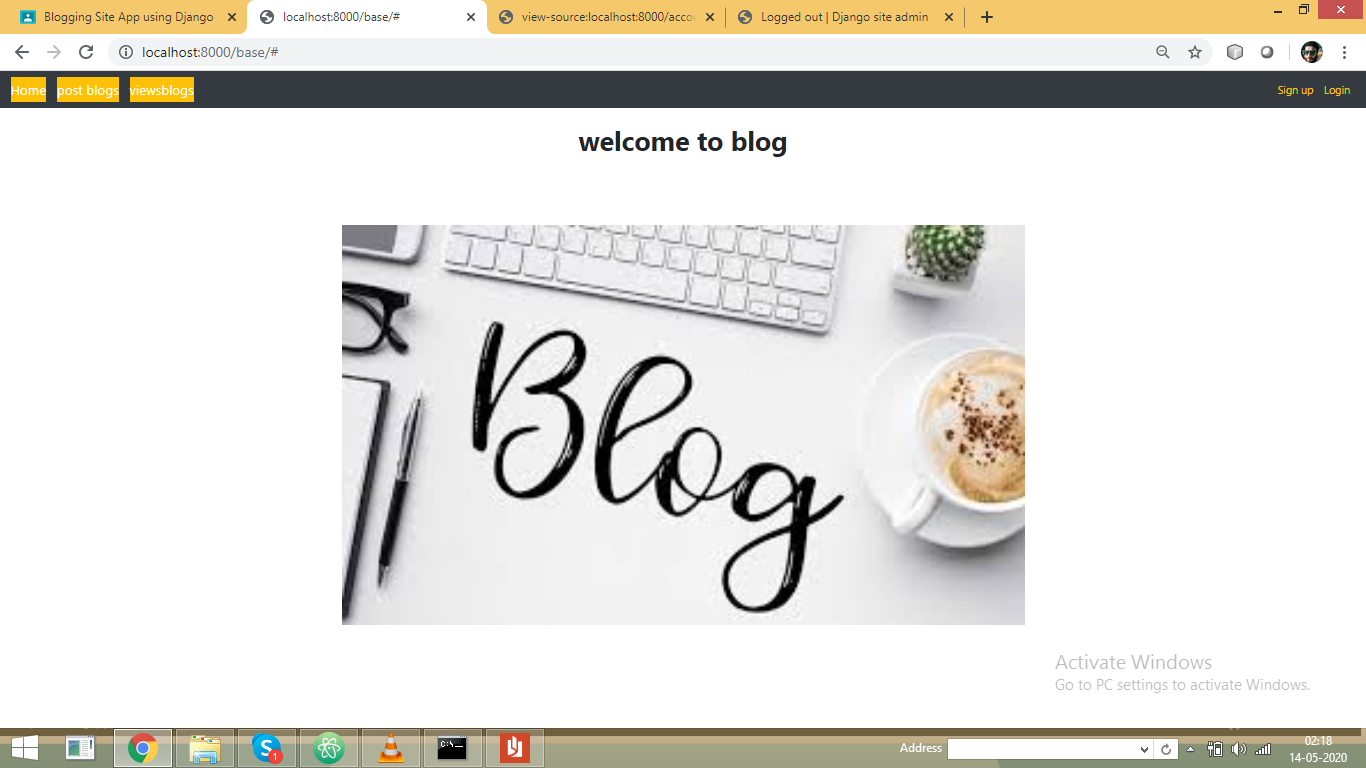 Blogging Site App using Django
localhost:8000/base/#
view-source:localhost:8000/accou
Logged out | Django site admin
localhost:8000/base/#
Home post blogs viewsblogs Sign up Login
welcome to blog
Blog
Activate Windows
Go to PC settings to activate Windows.
1
C:\
Address
02:18
14-05-2020